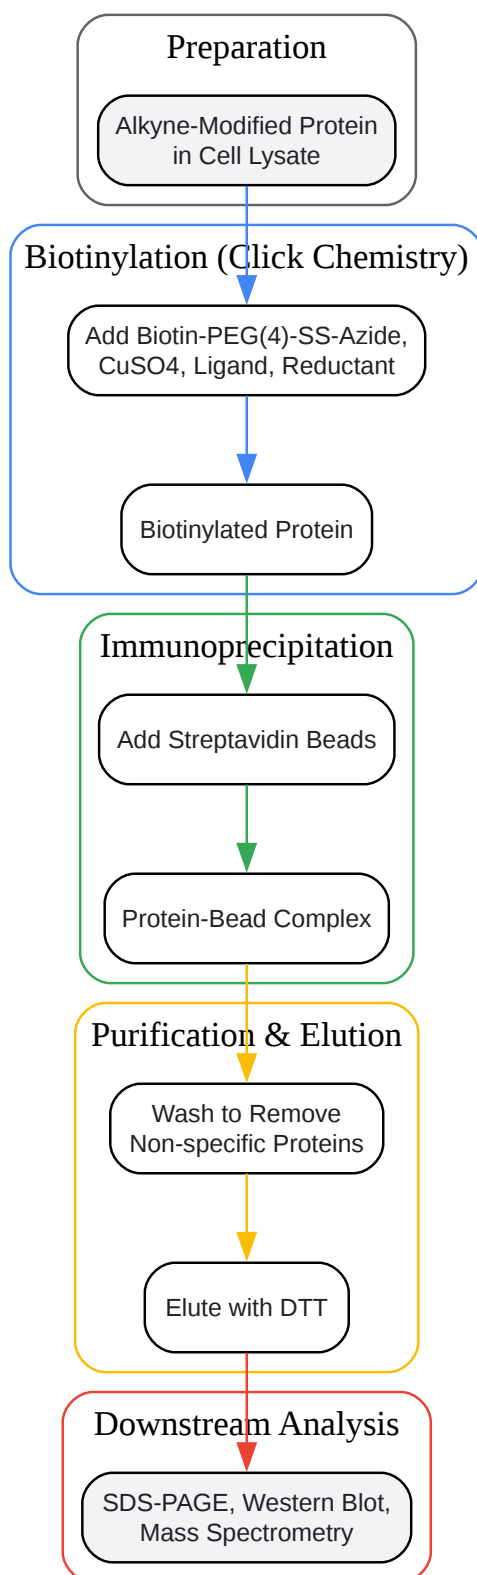 Preparation
Alkyne-Modified Protein
in Cell Lysate
Biotinylation (Click Chemistry)
Add Biotin-PEG(4)-SS-Azide,
CuSO4, Ligand, Reductant
Biotinylated Protein
Immunoprecipitation
Add Streptavidin Beads
Protein-Bead Complex
Purification & Elution
Wash to Remove
Non-specific Proteins
Elute with DTT
Downstream Analysis
SDS-PAGE, Western Blot,
Mass Spectrometry